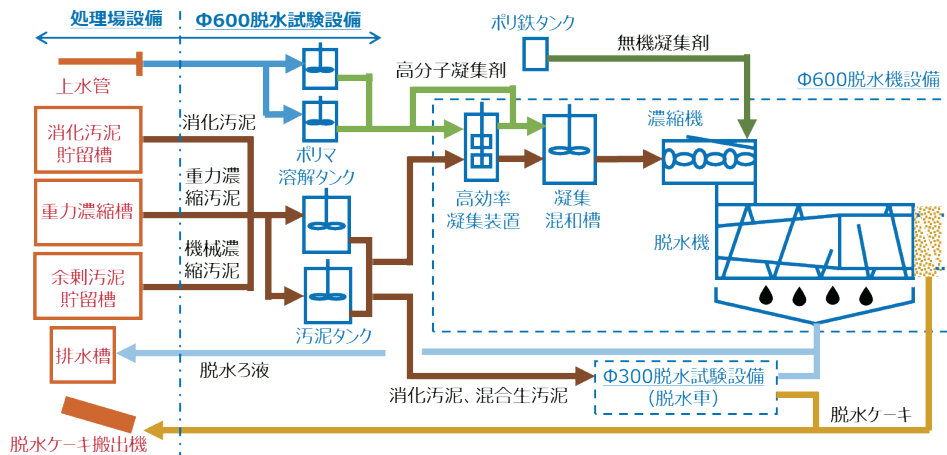 処理場設備
Φ600脱水試験設備
ポリ鉄タンク
無機凝集剤
高分子凝集剤
Φ600脱水機設備
上水管
消化汚泥
貯留槽
消化汚泥
ポリマ
溶解タンク
濃縮機
重力濃縮槽
重力濃
縮汚泥
高効率
凝集装置
凝集
混和槽
脱水機
機械濃
縮汚泥
余剰汚泥
貯留槽
汚泥タンク
排水槽
脱水ろ液
Φ300脱水試験設備
（脱水車）
消化汚泥、混合生汚泥
脱水ケーキ
脱水ケーキ搬出機